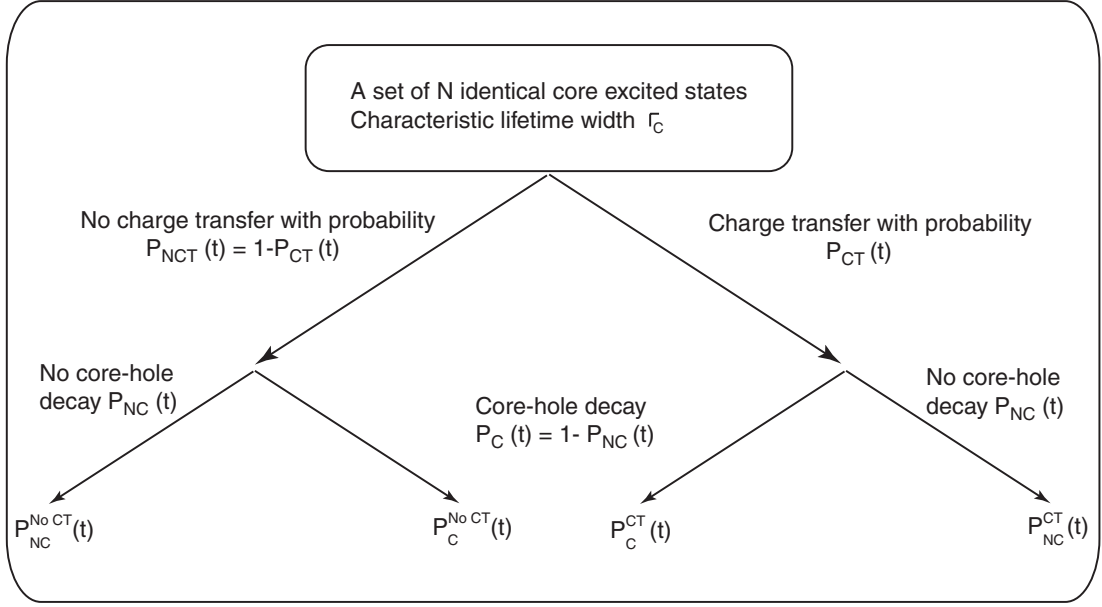 A set of N identical core excited states
Characteristic lifetime width Γ_C
No charge transfer with probability
P_NCT (t) = 1-P_CT (t)
Charge transfer with probability
P_CT (t)
No core-hole
decay P_NC (t)
Core-hole decay
P_C (t) = 1- P_NC (t)
No core-hole
decay P_NC (t)
P_NC^No CT (t)
P_C^No CT (t)
P_C^CT (t)
P_NC^CT (t)